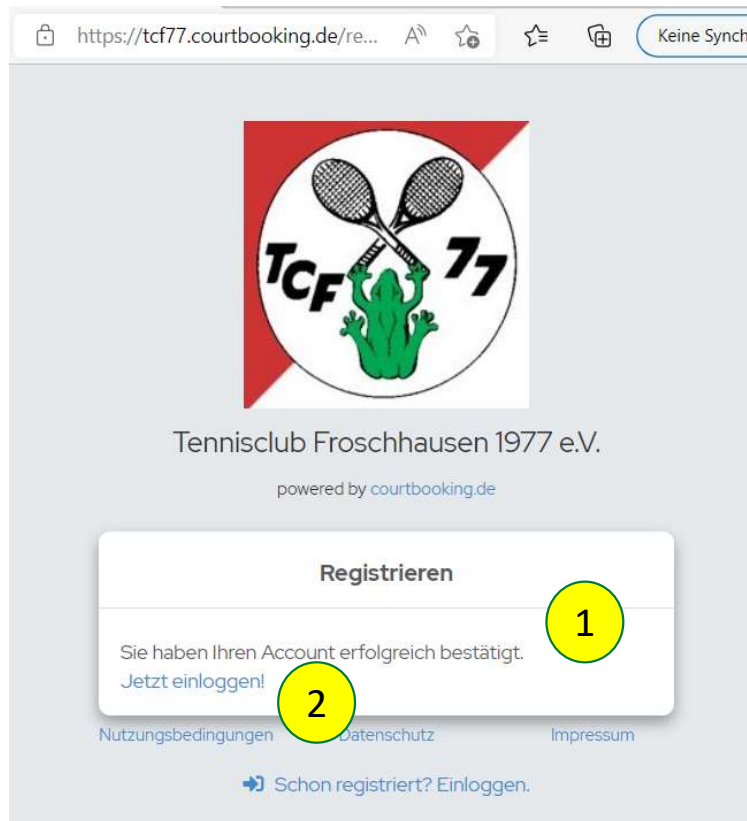 https://tcf77.courtbooking.de/re... A Keine Synch
TCF 77
Tennisclub Froschhausen 1977 e.V.
powered by courtbooking.de
Registrieren
1
Sie haben Ihren Account erfolgreich bestätigt.
Jetzt einloggen!
2
Nutzungsbedingungen Datenschutz Impressum
Schon registriert? Einloggen.